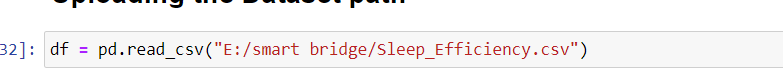 Uploading the Dataset path
32]: df = pd.read_csv("E:/smart bridge/Sleep_Efficiency.csv")